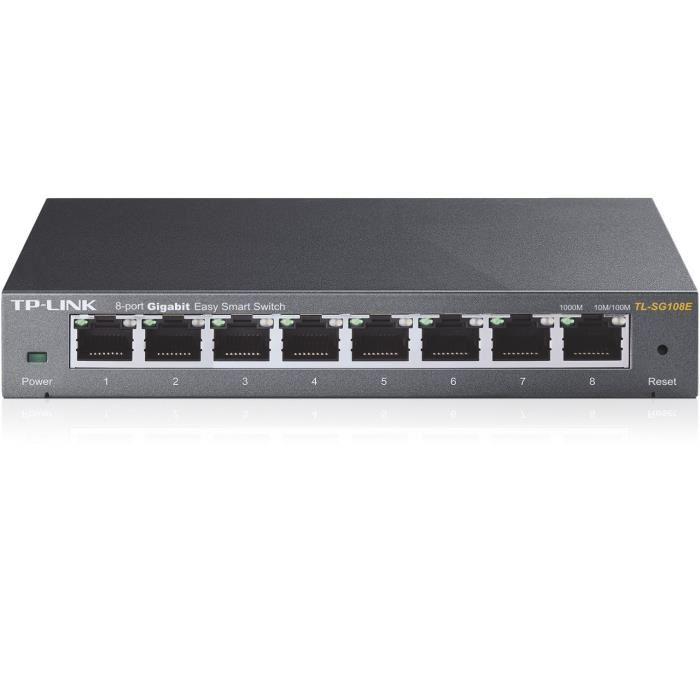 TP-LINK 8-port Gigabit Easy Smart Switch 1000M 10M/100M TL-SG108E
Power 1 2 3 4 5 6 7 8 Reset